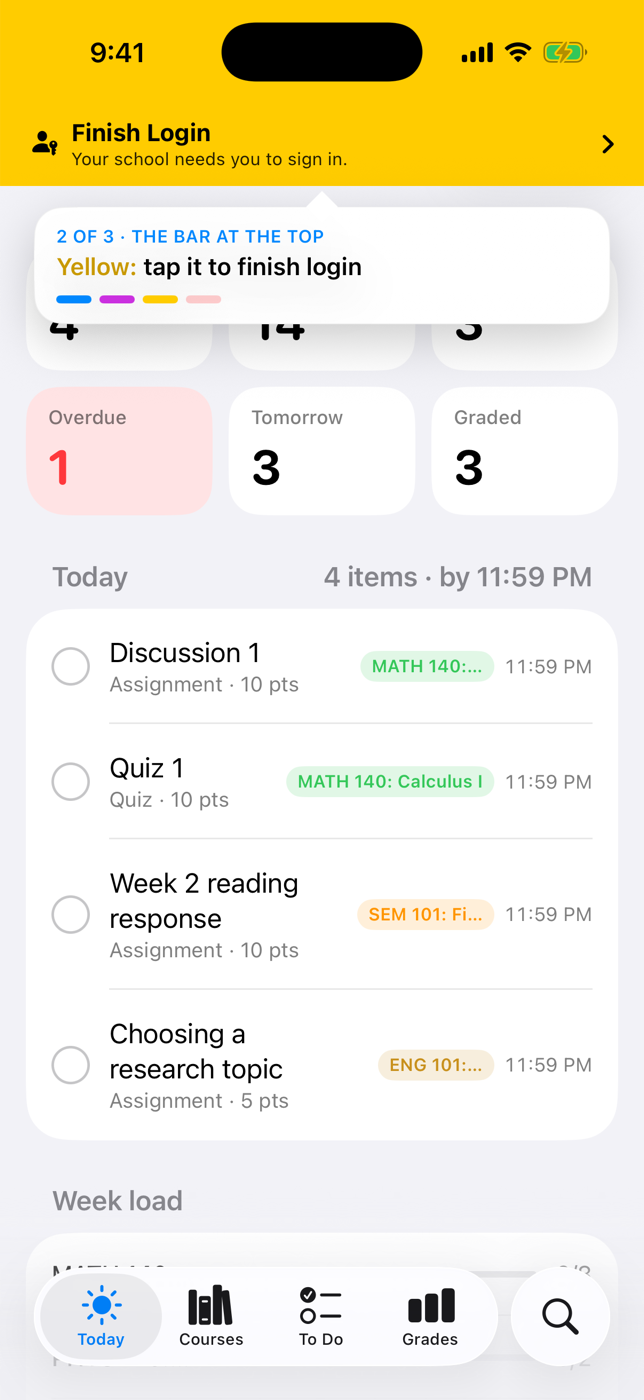 9:41
Finish Login
Your school needs you to sign in.
2 OF 3 · THE BAR AT THE TOP
Yellow: tap it to finish login
4
14
3
Overdue
Tomorrow
Graded
1
3
3
Today
4 items · by 11:59 PM
Discussion 1
Assignment · 10 pts
MATH 140:...
11:59 PM
Quiz 1
Quiz · 10 pts
MATH 140: Calculus I
11:59 PM
Week 2 reading
response
Assignment · 10 pts
SEM 101: Fi...
11:59 PM
Choosing a
research topic
Assignment · 5 pts
ENG 101:...
11:59 PM
Week load
Today
Courses
To Do
Grades